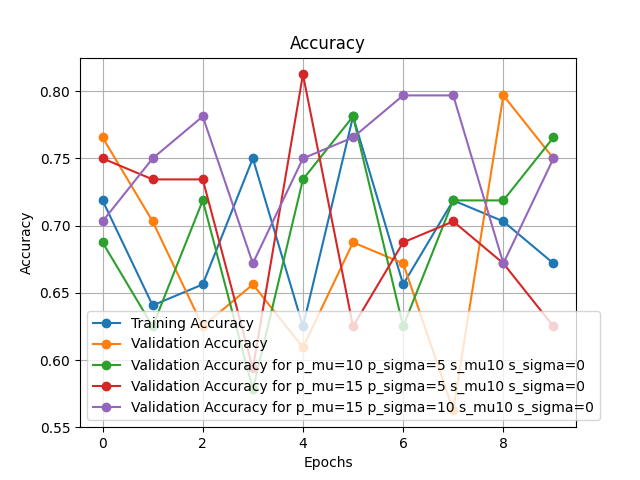 Accuracy
0.80
0.75
0.70
0.65
0.60
0.55
Accuracy
0
2
4
6
8
Epochs
Training Accuracy
Validation Accuracy
Validation Accuracy for p_mu=10 p_sigma=5 s_mu10 s_sigma=0
Validation Accuracy for p_mu=15 p_sigma=5 s_mu10 s_sigma=0
Validation Accuracy for p_mu=15 p_sigma=10 s_mu10 s_sigma=0